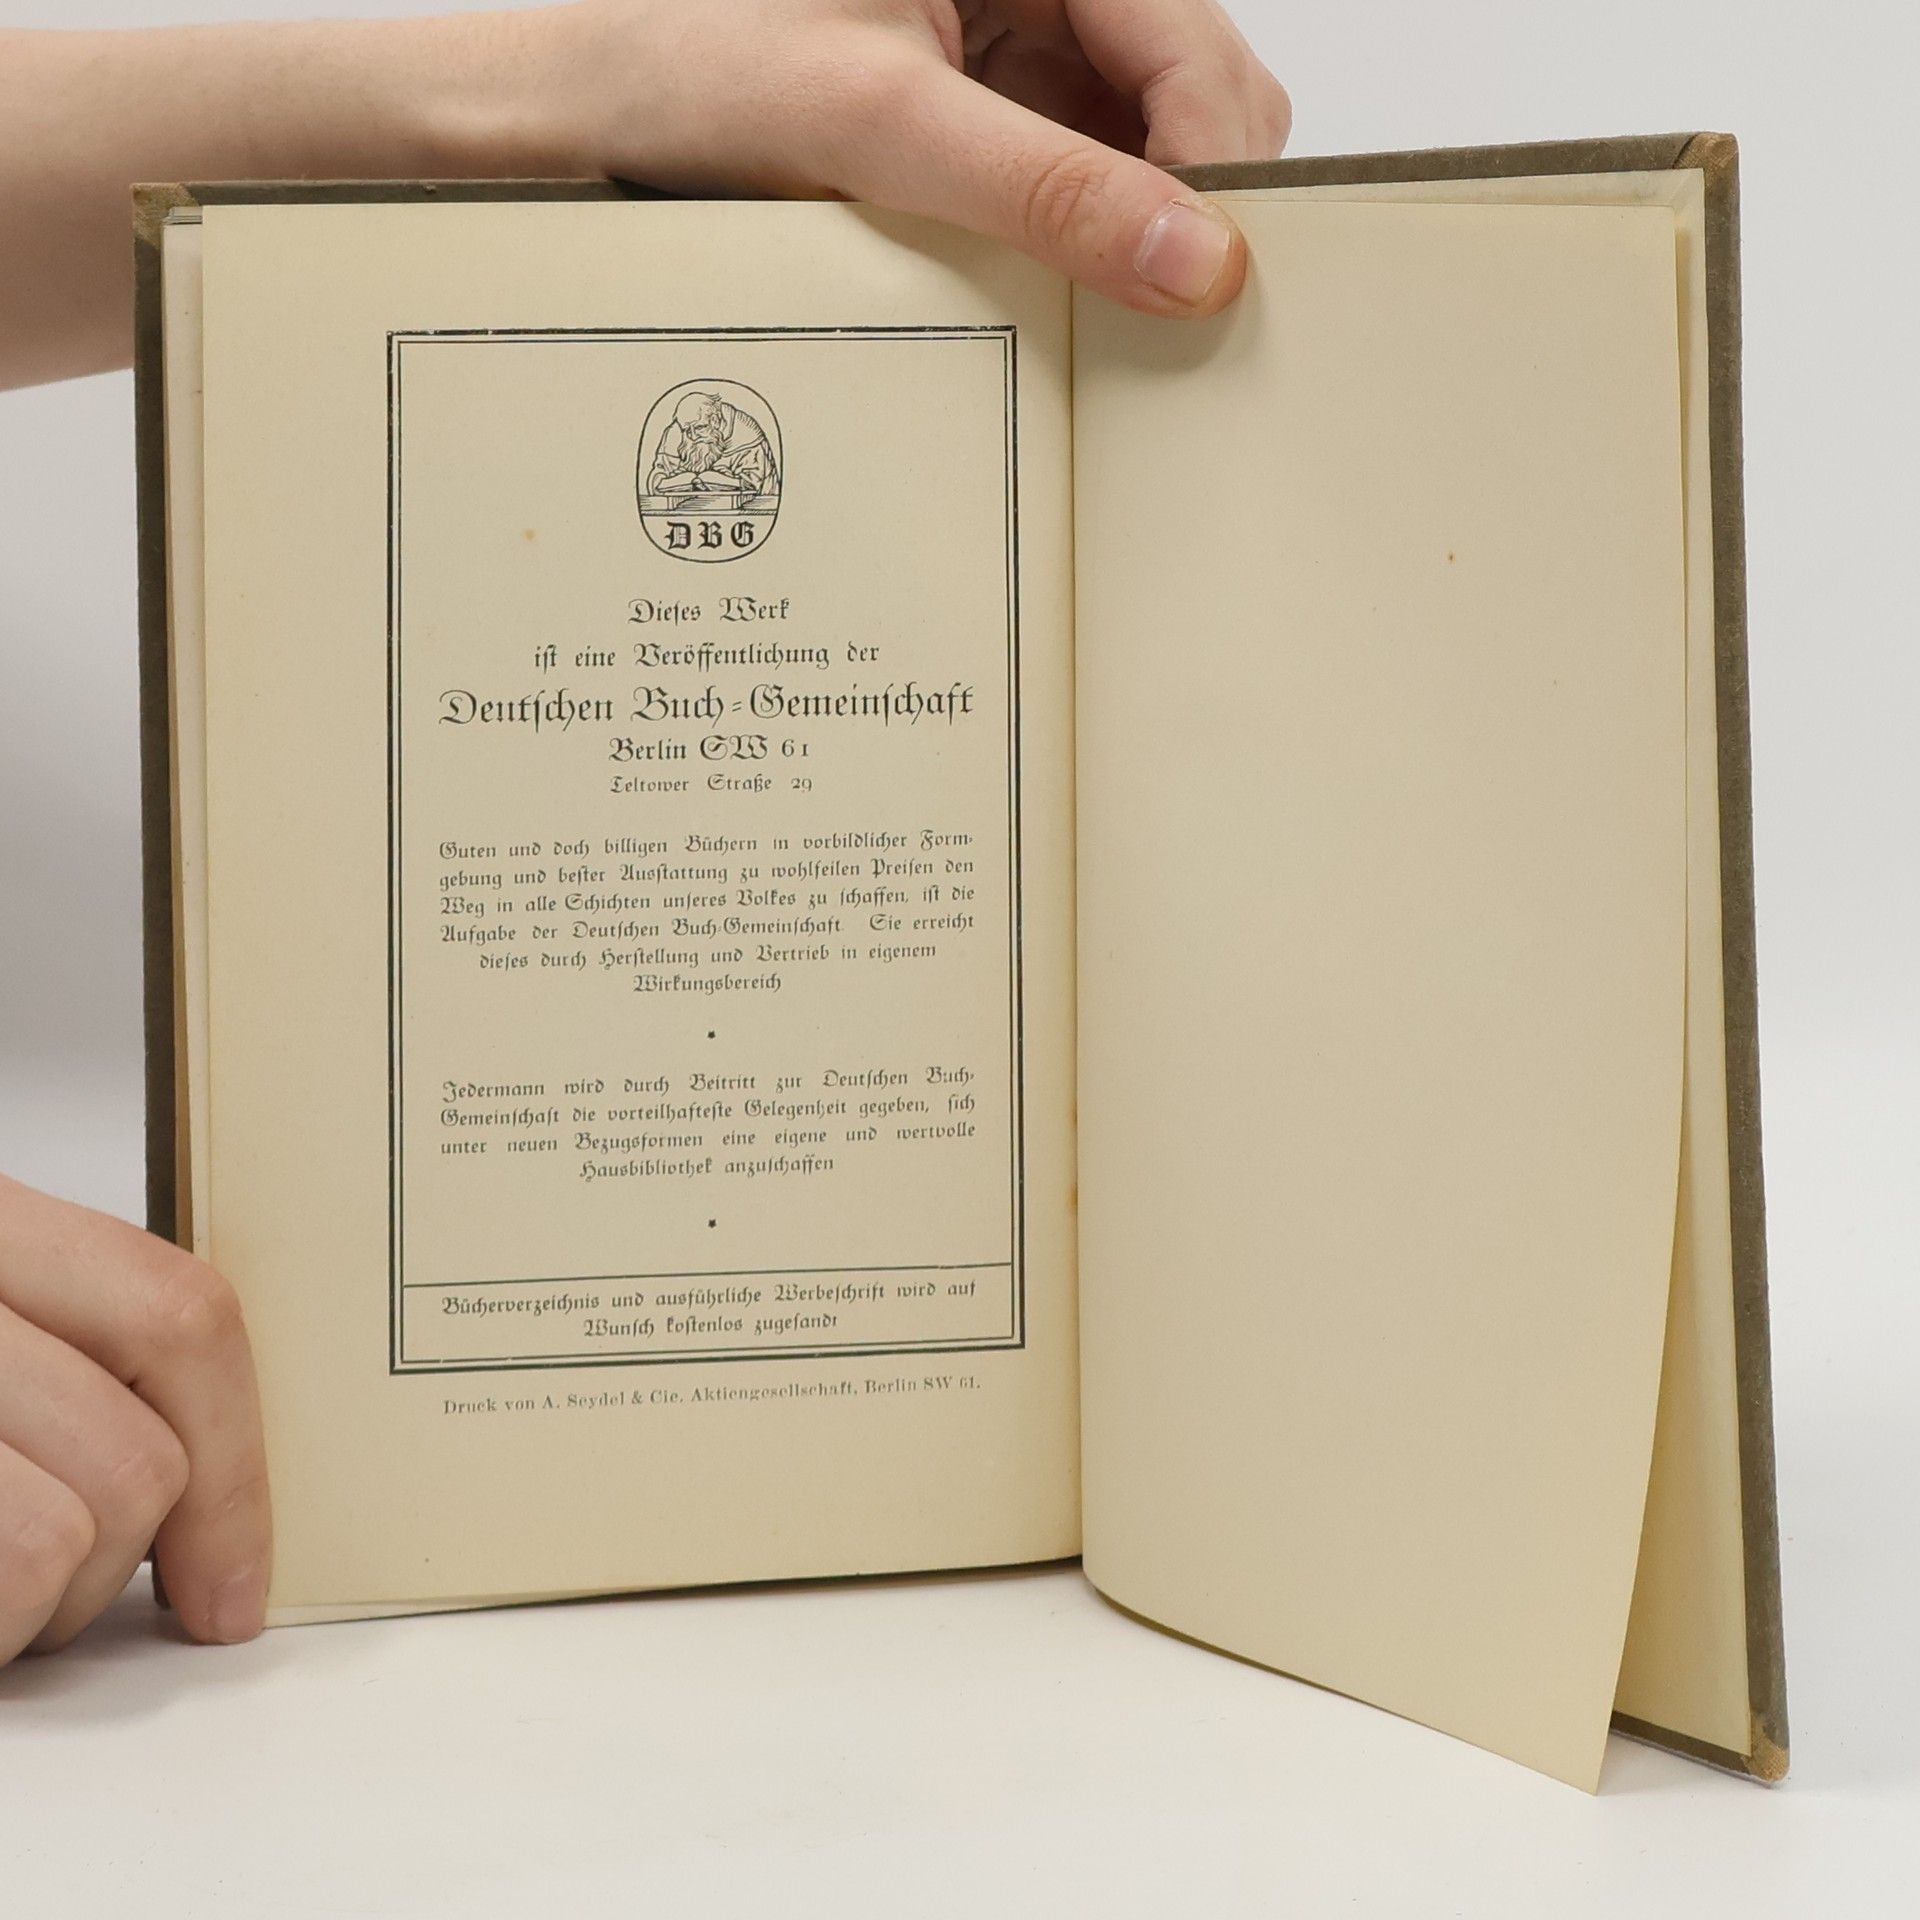 DBG
Dieses Werk
ist eine Veröffentlichung der
Deutschen Buch-Gemeinschaft
Berlin SW 61
Teltower Straße 29
Guten und doch billigen Büchern in vorbildlicher Form-
gebung und bester Ausstattung zu wohlfeilen Preisen den
Weg in alle Schichten unseres Volkes zu schaffen, ist die
Aufgabe der Deutschen Buch-Gemeinschaft. Sie erreicht
dieses durch Herstellung und Vertrieb in eigenem
Wirkungsbereich
*
Jedermann wird durch Beitritt zur Deutschen Buch-
Gemeinschaft die vorteilhafteste Gelegenheit gegeben, sich
unter neuen Bezugsformen eine eigene und wertvolle
Hausbibliothek anzuschaffen
*
Bücherverzeichnis und ausführliche Werbeschrift wird auf
Wunsch kostenlos zugesandt
Druck von A. Seydel & Cie. Aktiengesellschaft, Berlin SW 61.